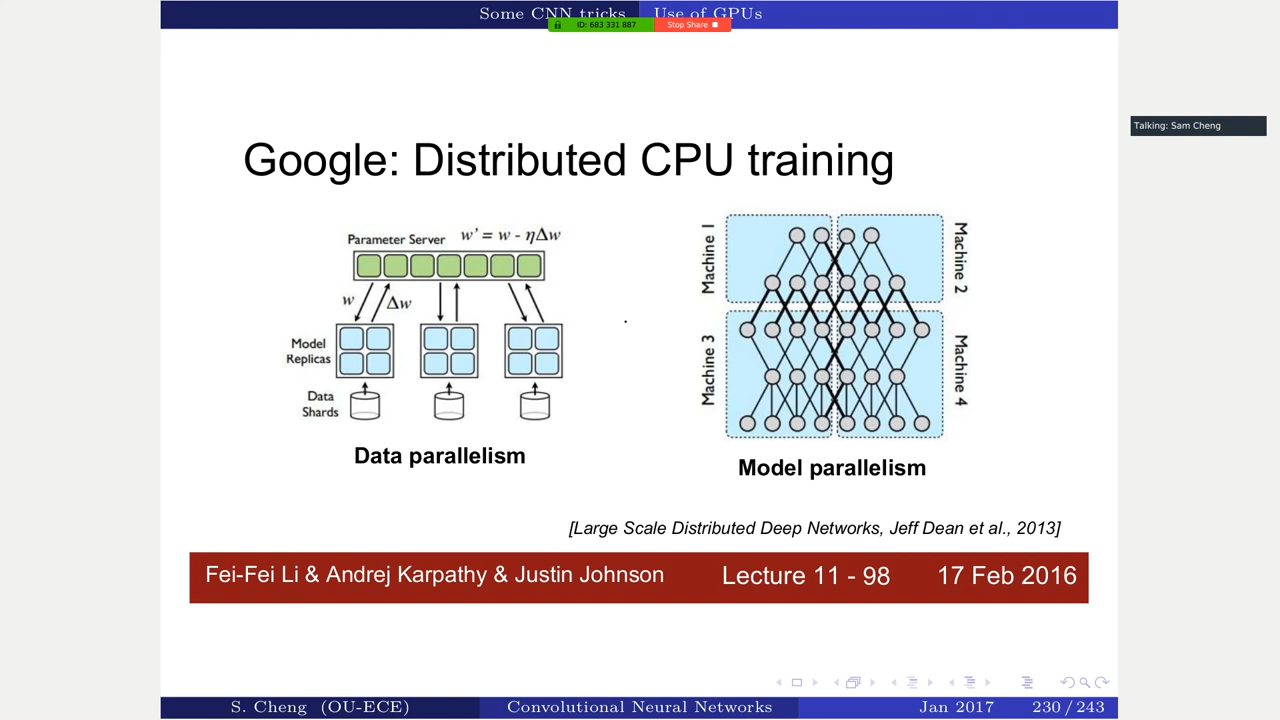 Some CNN tricks Use of GPUs
ID: 683 331 887 Stop Share
Talking: Sam Cheng
Google: Distributed CPU training
Parameter Server w' = w - ηΔw
w Δw
Model
Replicas
Data
Shards
Data parallelism
Machine 1
Machine 2
Machine 3
Machine 4
Model parallelism
[Large Scale Distributed Deep Networks, Jeff Dean et al., 2013]
Fei-Fei Li & Andrej Karpathy & Justin Johnson Lecture 11 - 98 17 Feb 2016
S. Cheng (OU-ECE) Convolutional Neural Networks Jan 2017 230 / 243